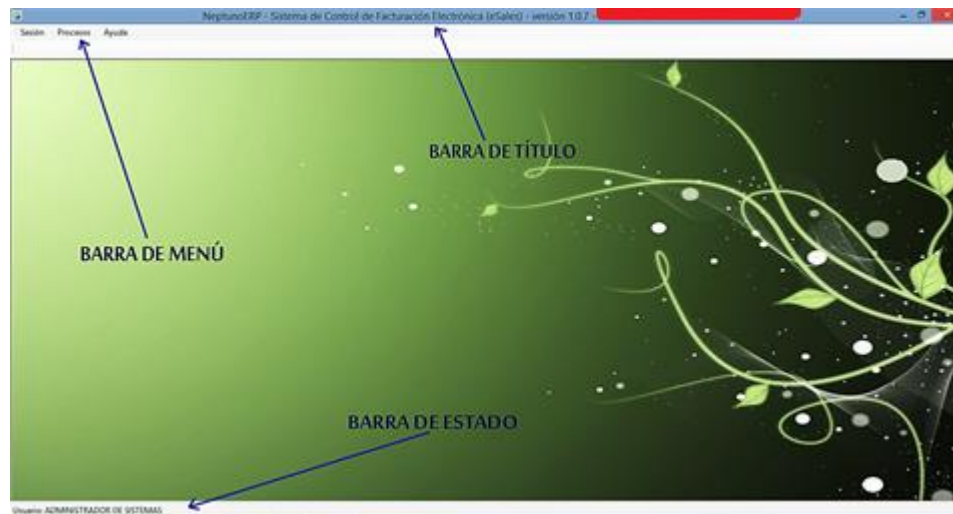 NeptunoERP - Sistema de Control de Facturación Electrónica (eSales) - versión 1.0.7 -
Sesión Procesos Ayuda
BARRA DE TÍTULO
BARRA DE MENÚ
BARRA DE ESTADO
Usuario: ADMINISTRADOR DE SISTEMAS